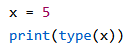 x = 5
print(type(x))